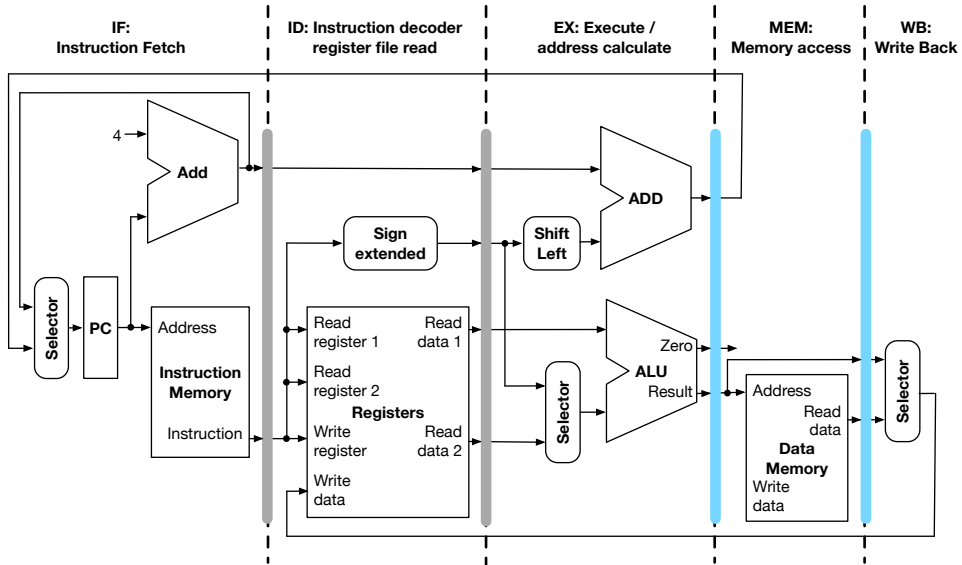 IF:
Instruction Fetch
ID: Instruction decoder
register file read
EX: Execute /
address calculate
MEM:
Memory access
WB:
Write Back
4
Add
ADD
Sign
extended
Shift
Left
Selector
PC
Address
Instruction
Memory
Instruction
Read
register 1
Read
data 1
Read
register 2
Registers
Write
register
Read
data 2
Write
data
Selector
Zero
ALU
Result
Address
Read
data
Data
Memory
Write
data
Selector